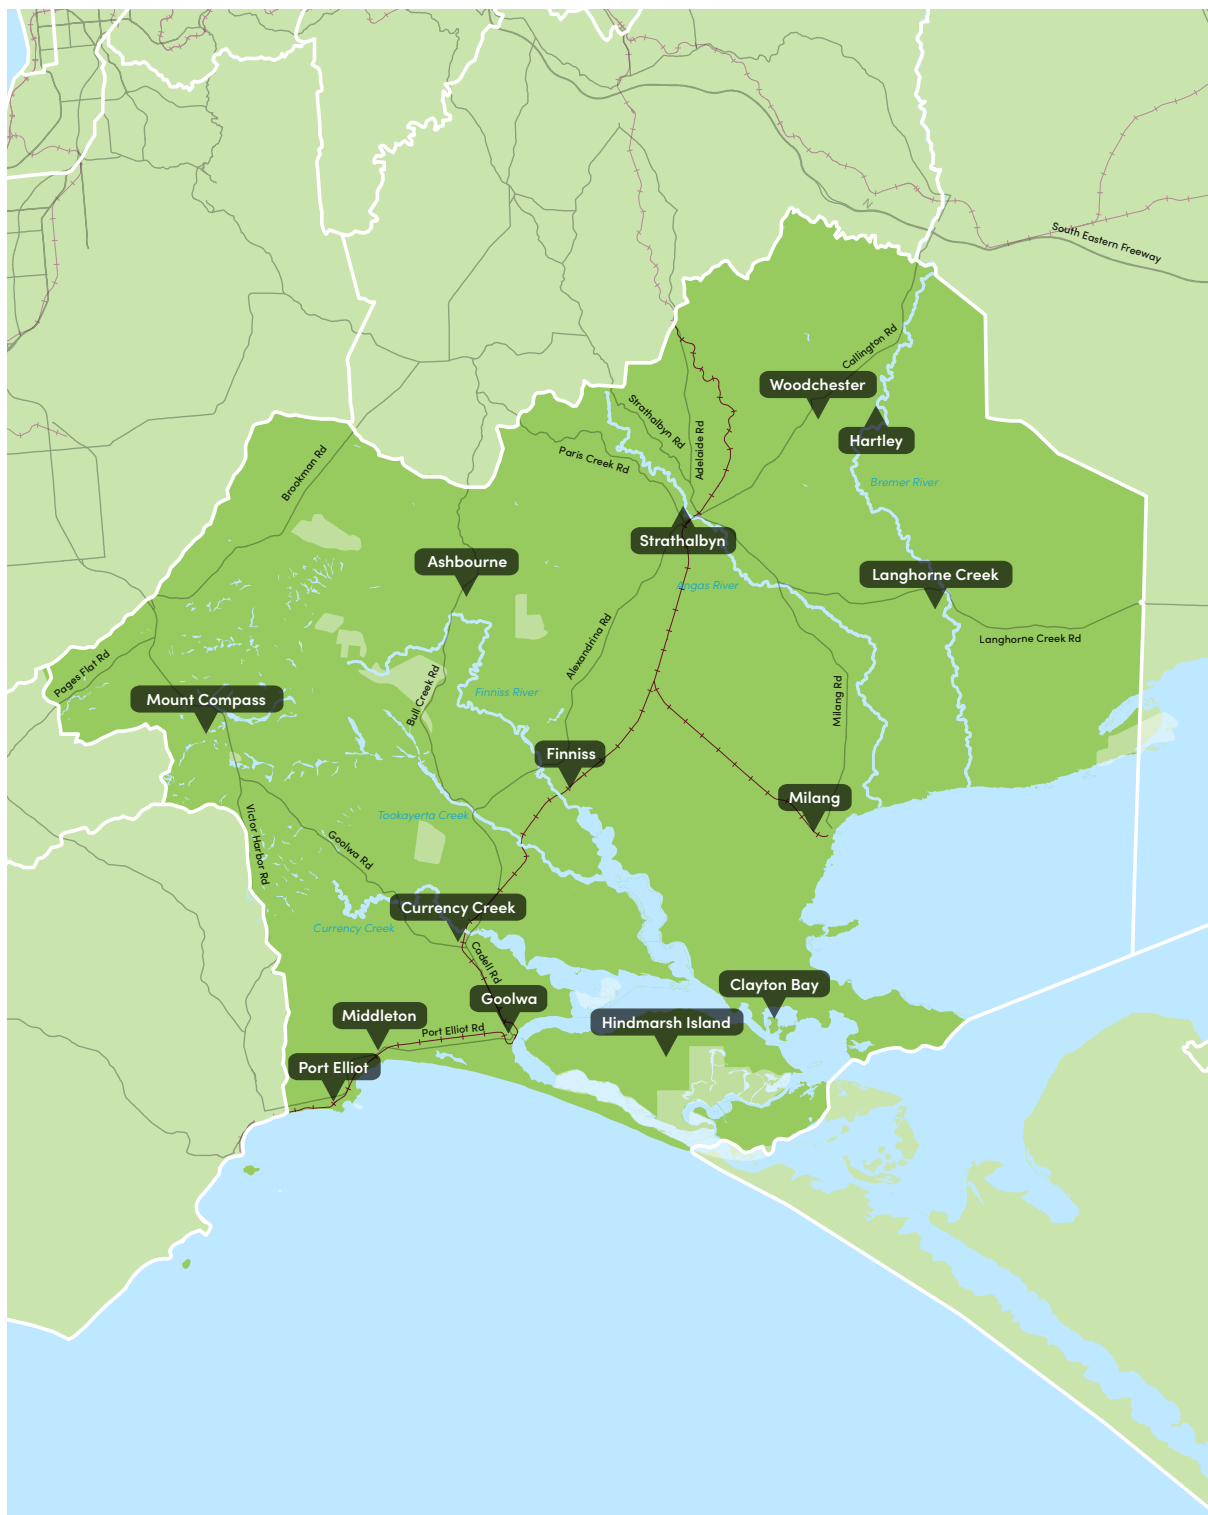 N
South Eastern Freeway
Callington Rd
Woodchester
Strathalbyn Rd
Adelaide Rd
Hartley
Brookman Rd
Paris Creek Rd
Bremer River
Strathalbyn
Ashbourne
Langhorne Creek
Angas River
Langhorne Creek Rd
Alexandrina Rd
Pages Flat Rd
Mount Compass
Bull Creek Rd
Finniss River
Milang Rd
Finniss
Milang
Tookayerta Creek
Victor Harbor Rd
Goolwa Rd
Currency Creek
Currency Creek
Cadell Rd
Clayton Bay
Goolwa
Middleton
Hindmarsh Island
Port Elliot Rd
Port Elliot